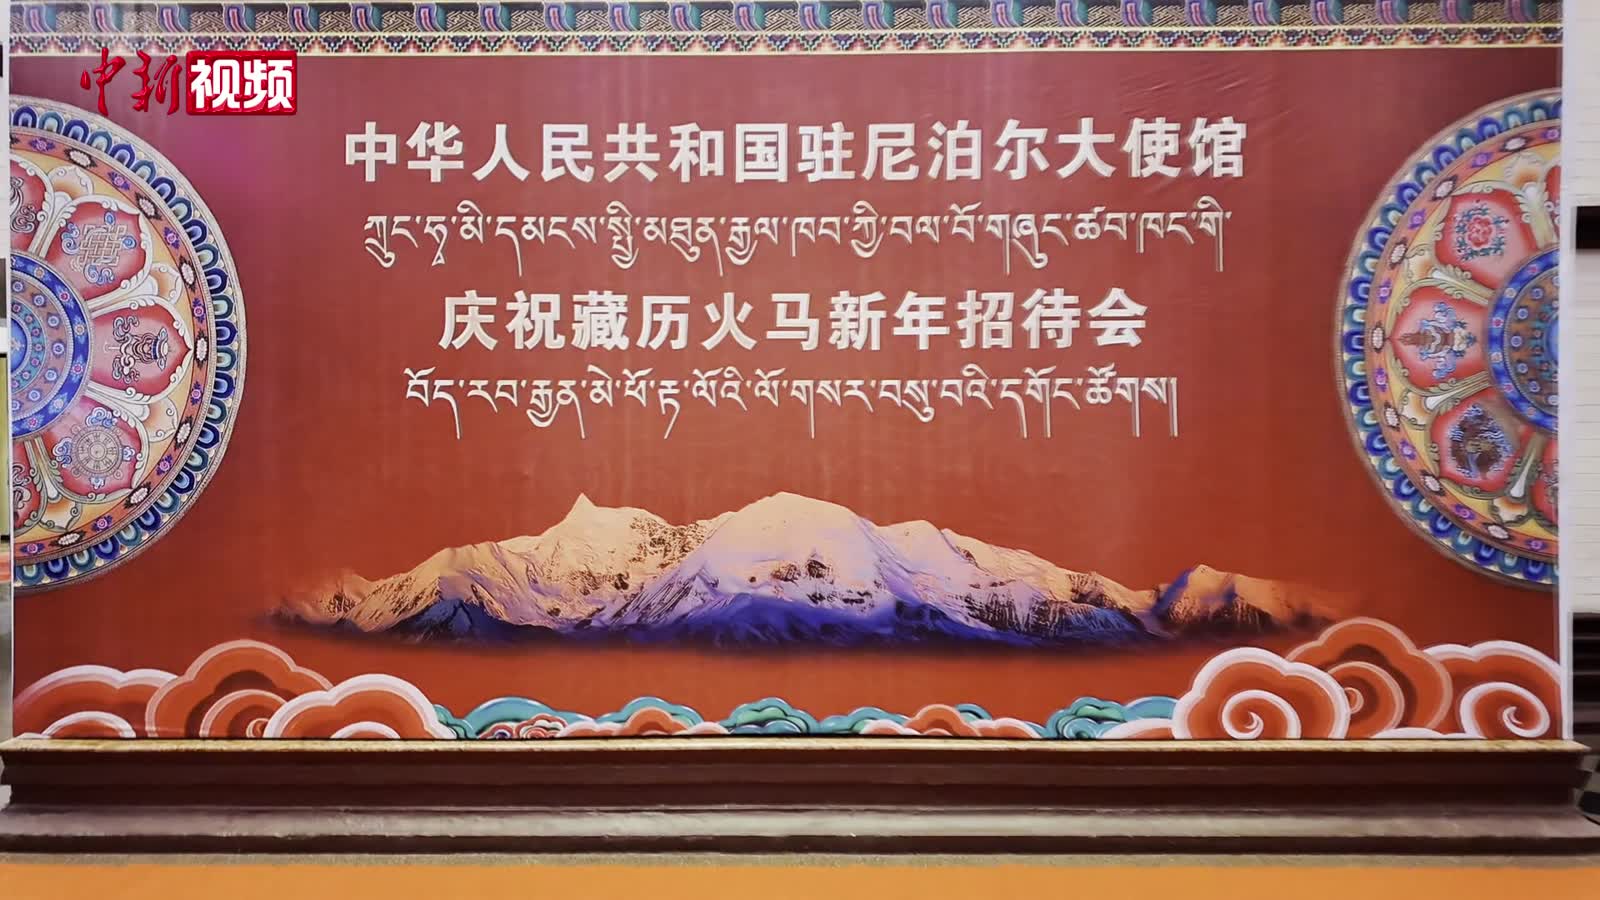 中新视频
中华人民共和国驻尼泊尔大使馆
ཀྲུང་ཧྭ་མི་དམངས་སྤྱི་མཐུན་རྒྱལ་ཁབ་ཀྱི་བལ་བོ་གཞུང་ཚབ་ཁང་གི་
庆祝藏历火马新年招待会
བོད་རབ་རྒྱན་མེ་ཕོ་རྟ་ལོའི་ལོ་གསར་བསུ་བའི་དགོང་ཚོགས།